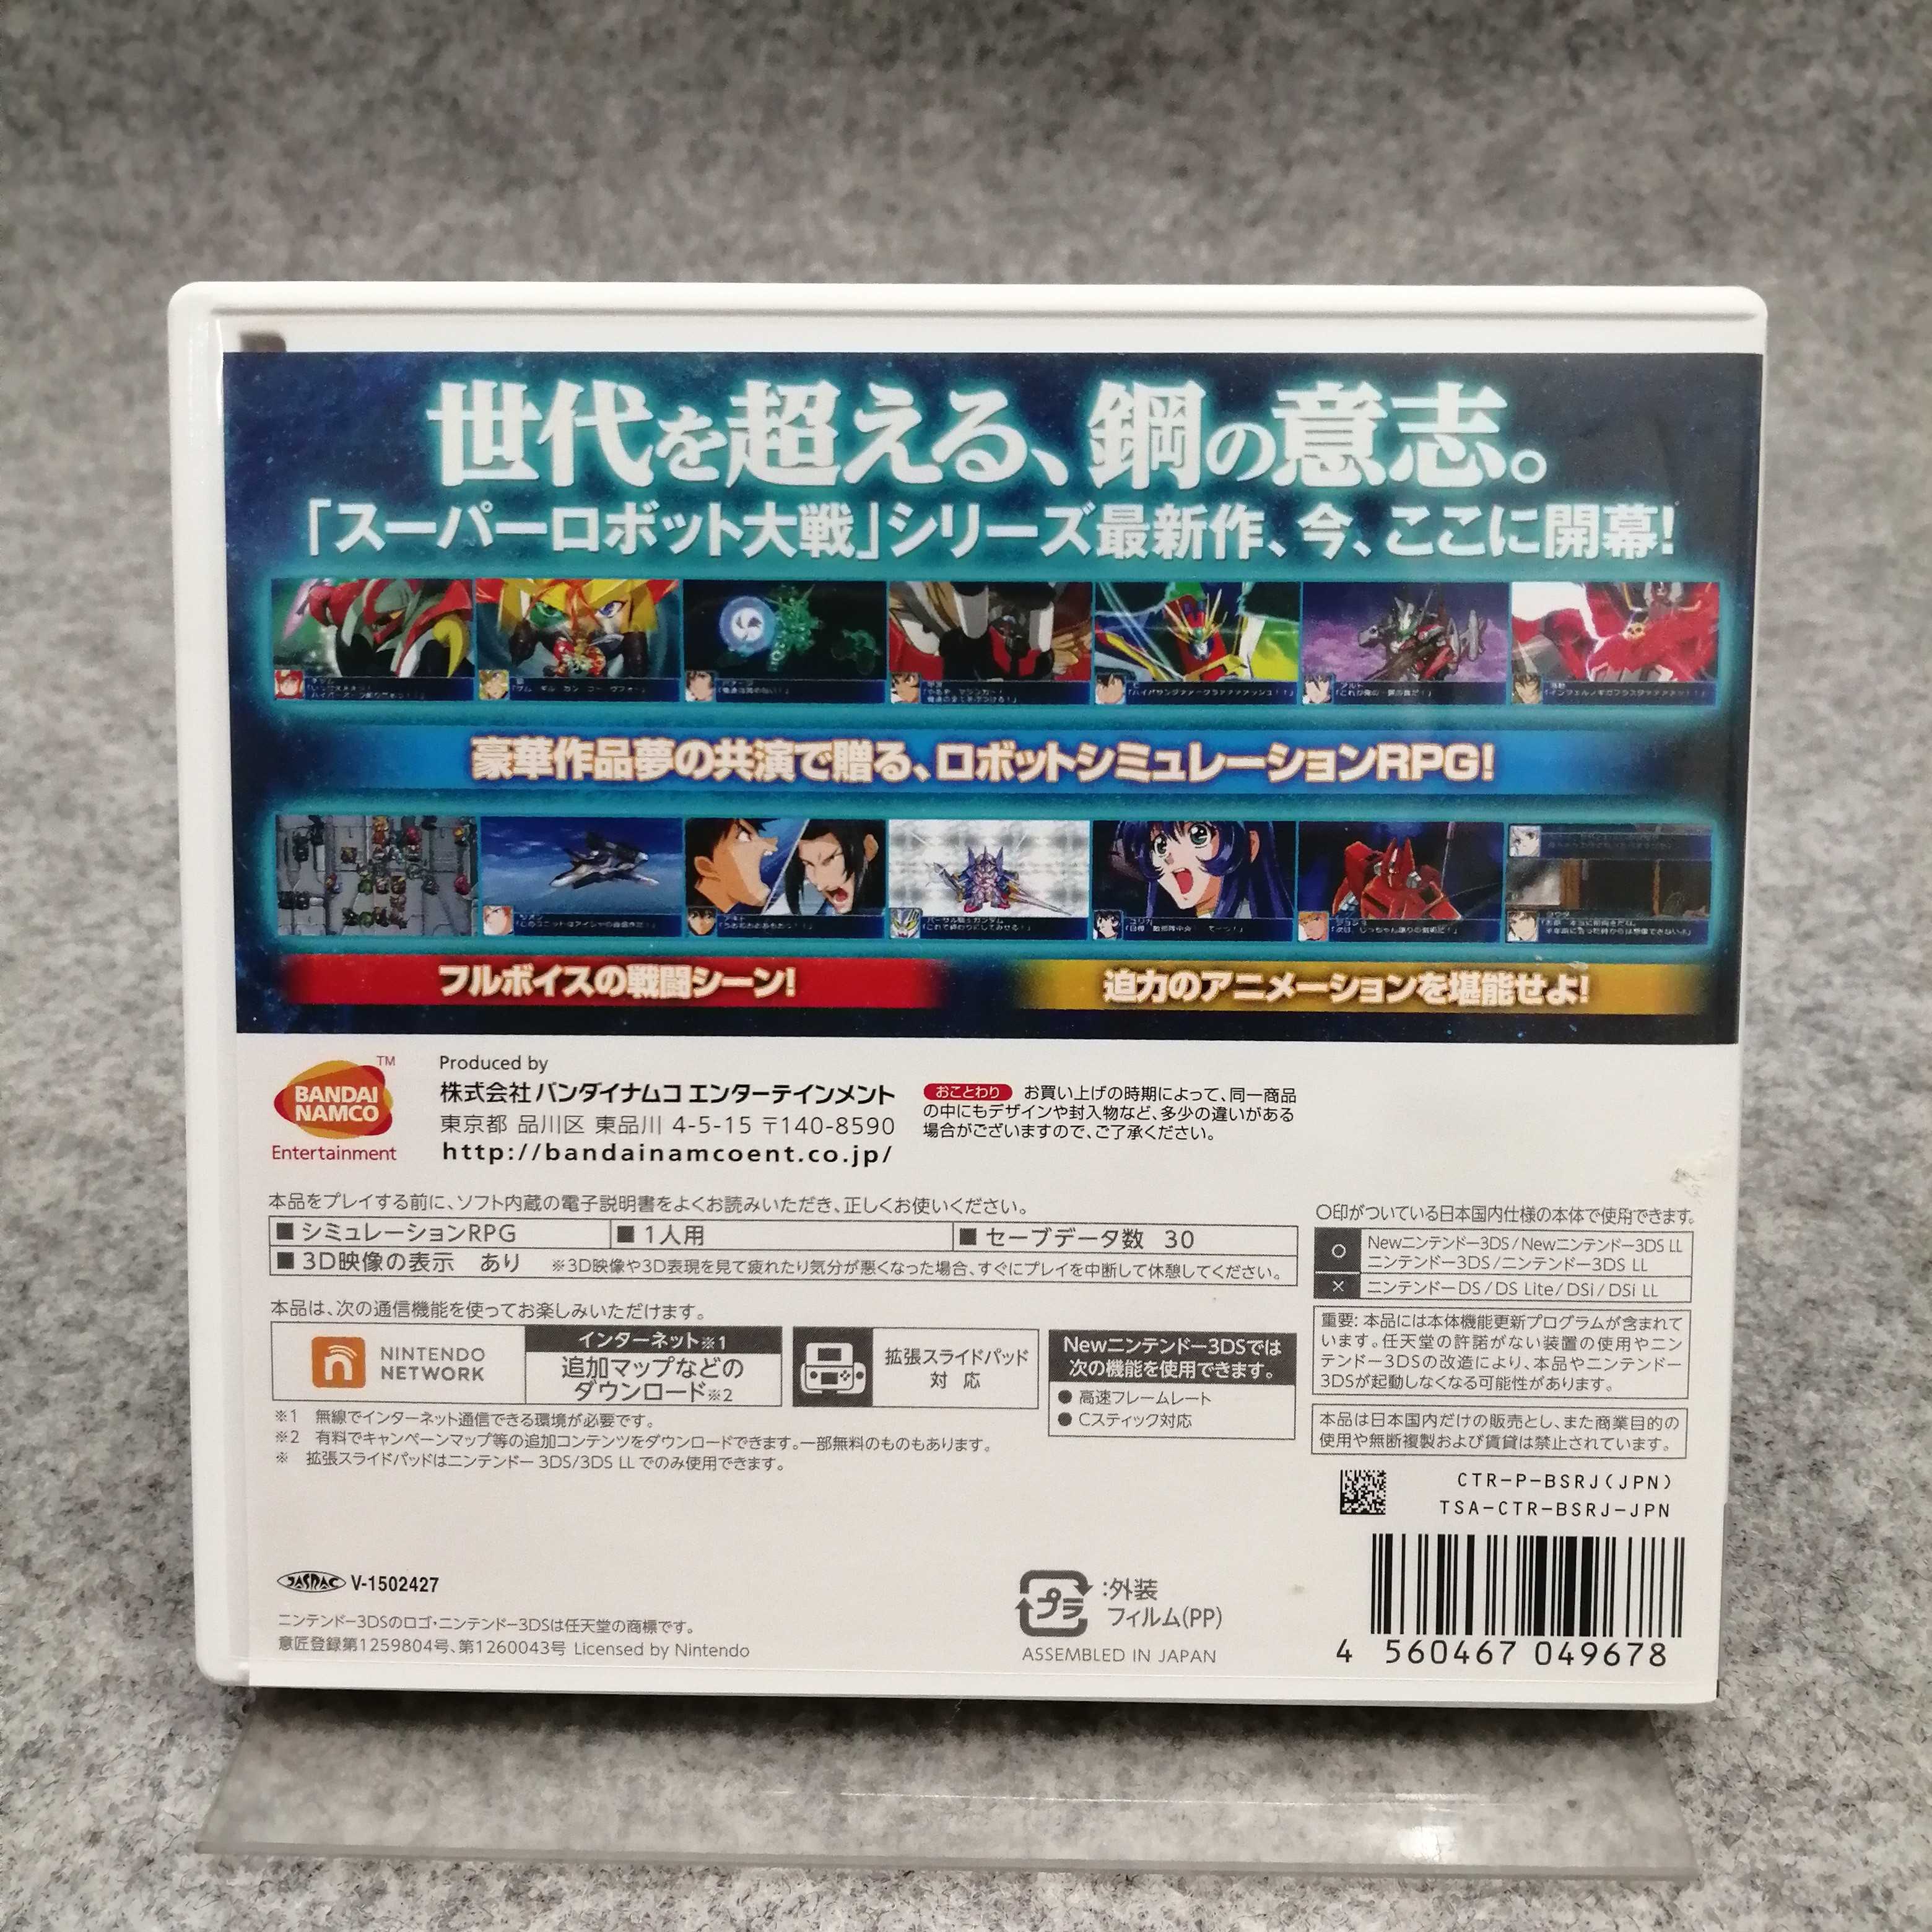 世代を超える、鋼の意志。
「スーパーロボット大戦」シリーズ最新作、今、ここに開幕!
豪華作品夢の共演で贈る、ロボットシミュレーションRPG!
フルボイスの戦闘シーン!
迫力のアニメーションを堪能せよ!
BANDAI
NAMCO
TM
Entertainment
Produced by
株式会社 バンダイナムコ エンターテインメント
東京都 品川区 東品川 4-5-15 〒140-8590
http://bandainamcoent.co.jp/
おことわり お買い上げの時期によって、同一商品
の中にもデザインや封入物など、多少の違いがある
場合がございますので、ご了承ください。
本品をプレイする前に、ソフト内蔵の電子説明書をよくお読みいただき、正しくお使いください。
■ シミュレーションRPG
■ 1人用
■ セーブデータ数 30
■ 3D映像の表示 あり ※3D映像や3D表現を見て疲れたり気分が悪くなった場合、すぐにプレイを中断して休憩してください。
本品は、次の通信機能を使ってお楽しみいただけます。
NINTENDO
NETWORK
インターネット※1
追加マップなどの
ダウンロード※2
拡張スライドパッド
対 応
Newニンテンドー3DSでは
次の機能を使用できます。
● 高速フレームレート
● Cスティック対応
※1 無線でインターネット通信できる環境が必要です。
※2 有料でキャンペーンマップ等の追加コンテンツをダウンロードできます。一部無料のものもあります。
※ 拡張スライドパッドはニンテンドー 3DS/3DS LL でのみ使用できます。
○印がついている日本国内仕様の本体で使用できます。
○ Newニンテンドー3DS/Newニンテンドー3DS LL
ニンテンドー3DS/ニンテンドー3DS LL
× ニンテンドーDS/DS Lite/DSi/DSi LL
重要: 本品には本体機能更新プログラムが含まれて
います。任天堂の許諾がない装置の使用やニン
テンドー3DSの改造により、本品やニンテンドー
3DSが起動しなくなる可能性があります。
本品は日本国内だけの販売とし、また商業目的の
使用や無断複製および賃貸は禁止されています。
CTR-P-BSRJ(JPN)
TSA-CTR-BSRJ-JPN
JASRAC V-1502427
ニンテンドー3DSのロゴ・ニンテンドー3DSは任天堂の商標です。
意匠登録第1259804号、第1260043号 Licensed by Nintendo
プラ :外装
フィルム(PP)
ASSEMBLED IN JAPAN
4 560467 049678